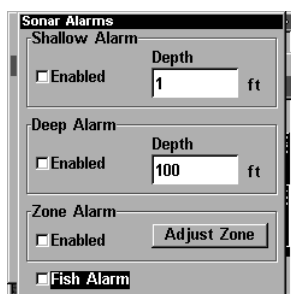 Sonar Alarms
Shallow Alarm
Depth
Enabled
1 ft
Deep Alarm
Depth
Enabled
100 ft
Zone Alarm
Enabled Adjust Zone
Fish Alarm